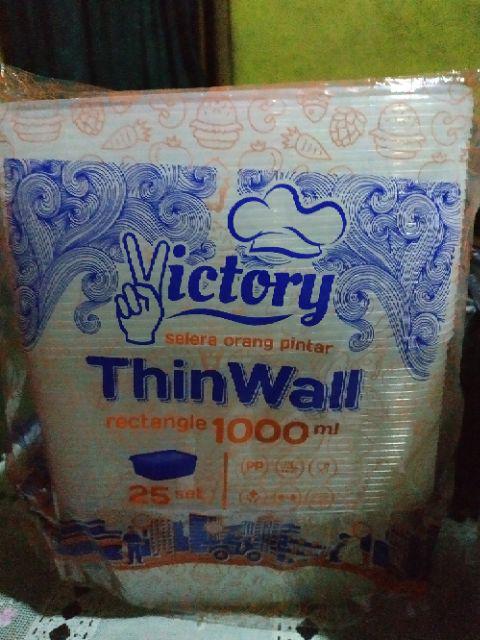 Victory
selera orang pintar
ThinWall
rectangle 1000 ml
25 set
PP